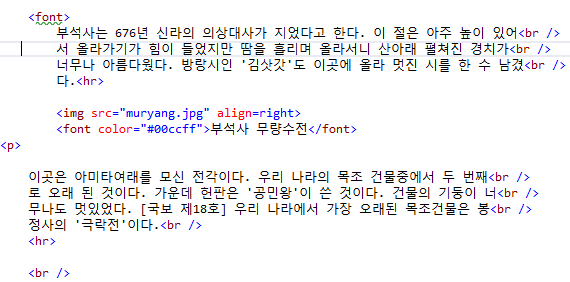 <font>
부석사는 676년 신라의 의상대사가 지었다고 한다. 이 절은 아주 높이 있어<br />
서 올라가기가 힘이 들었지만 땀을 흘리며 올라서니 산아래 펼쳐진 경치가<br />
너무나 아름다웠다. 방랑시인 '김삿갓'도 이곳에 올라 멋진 시를 한 수 남겼<br />
다.<hr>
<img src="muryang.jpg" align=right>
<font color="#00ccff">부석사 무량수전</font>
<p>
이곳은 아미타여래를 모신 전각이다. 우리 나라의 목조 건물중에서 두 번째<br />
로 오래 된 것이다. 가운데 현판은 '공민왕'이 쓴 것이다. 건물의 기둥이 너<br />
무나도 멋있었다. [국보 제18호] 우리 나라에서 가장 오래된 목조건물은 봉<br />
정사의 '극락전'이다.<br />
<hr>
<br />